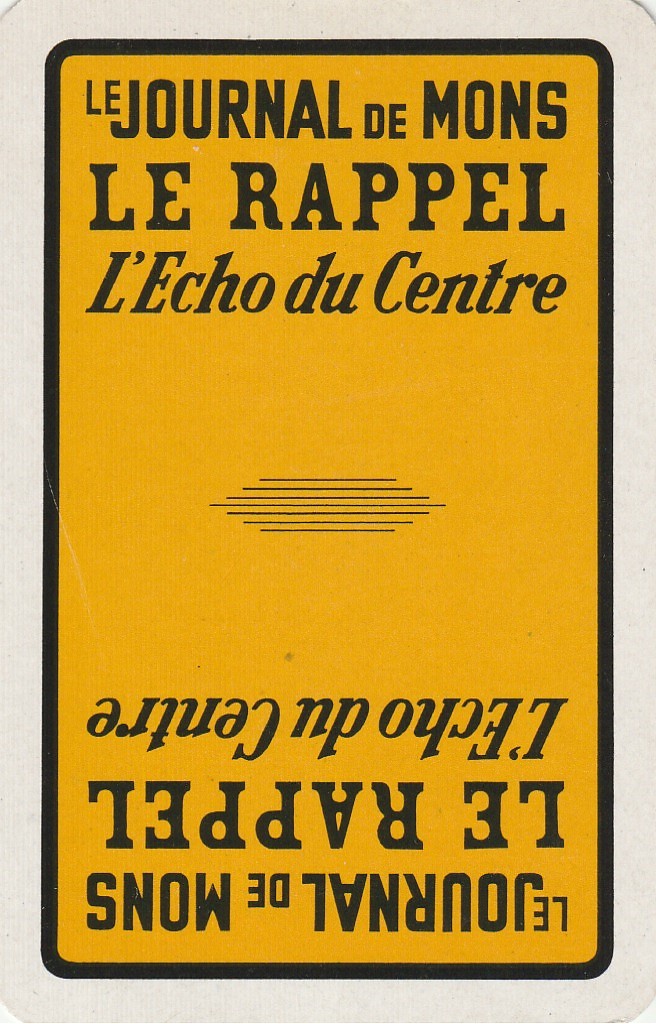 LE JOURNAL DE MONS
LE RAPPEL
L'Echo du Centre
L'Echo du Centre
LE RAPPEL
LE JOURNAL DE MONS